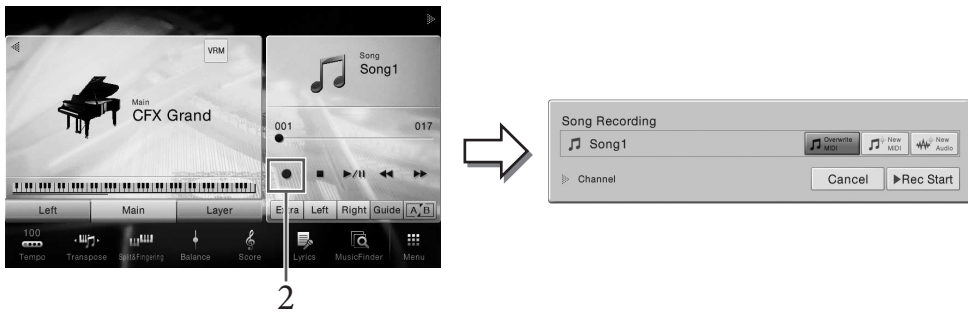 VRM
Main
CFX Grand
Song
Song1
001 017
Left Main Layer
Extra Left Right Guide A B
100
Tempo Transpose Split&Fingering Balance Score Lyrics MusicFinder Menu
2
Song Recording
Song1
Overwrite
MIDI
New
MIDI
New
Audio
Channel
Cancel
Rec Start